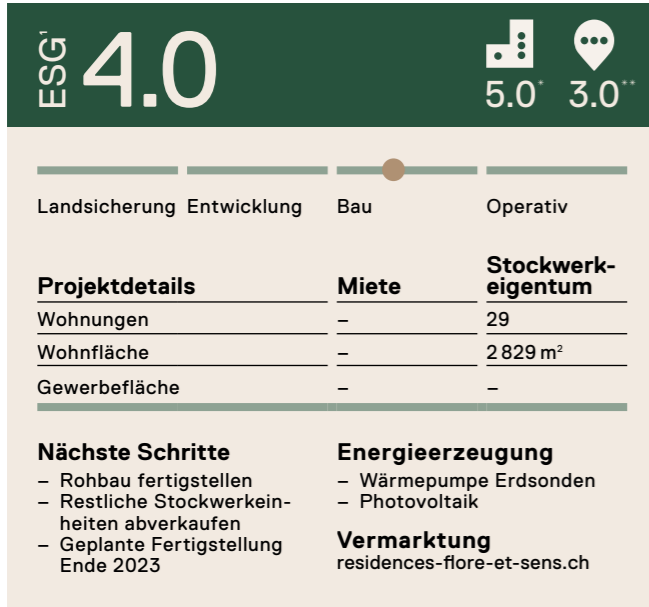 ESG¹ 4.0
5.0* 3.0**
Landsicherung Entwicklung Bau Operativ
Projektdetails Miete Stockwerk-
eigentum
Wohnungen – 29
Wohnfläche – 2 829 m²
Gewerbefläche – –
Nächste Schritte
– Rohbau fertigstellen
– Restliche Stockwerkein-
heiten abverkaufen
– Geplante Fertigstellung
Ende 2023
Energieerzeugung
– Wärmepumpe Erdsonden
– Photovoltaik
Vermarktung
residences-flore-et-sens.ch